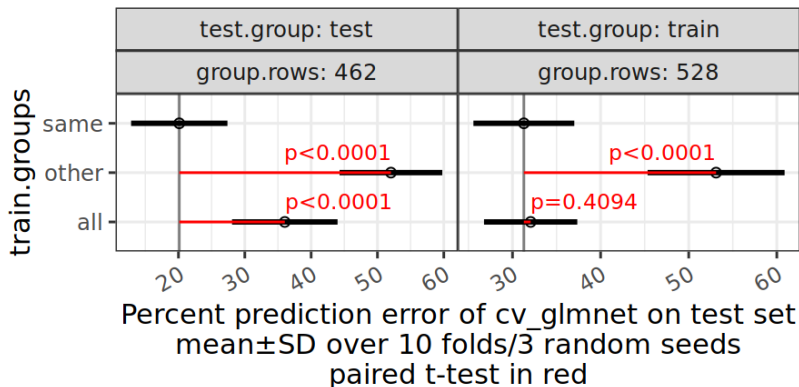 test.group: test
test.group: train
group.rows: 462
group.rows: 528
train.groups
same
other
all
p<0.0001
p<0.0001
p<0.0001
p=0.4094
20 30 40 50 60
30 40 50 60
Percent prediction error of cv_glmnet on test set
mean±SD over 10 folds/3 random seeds
paired t-test in red